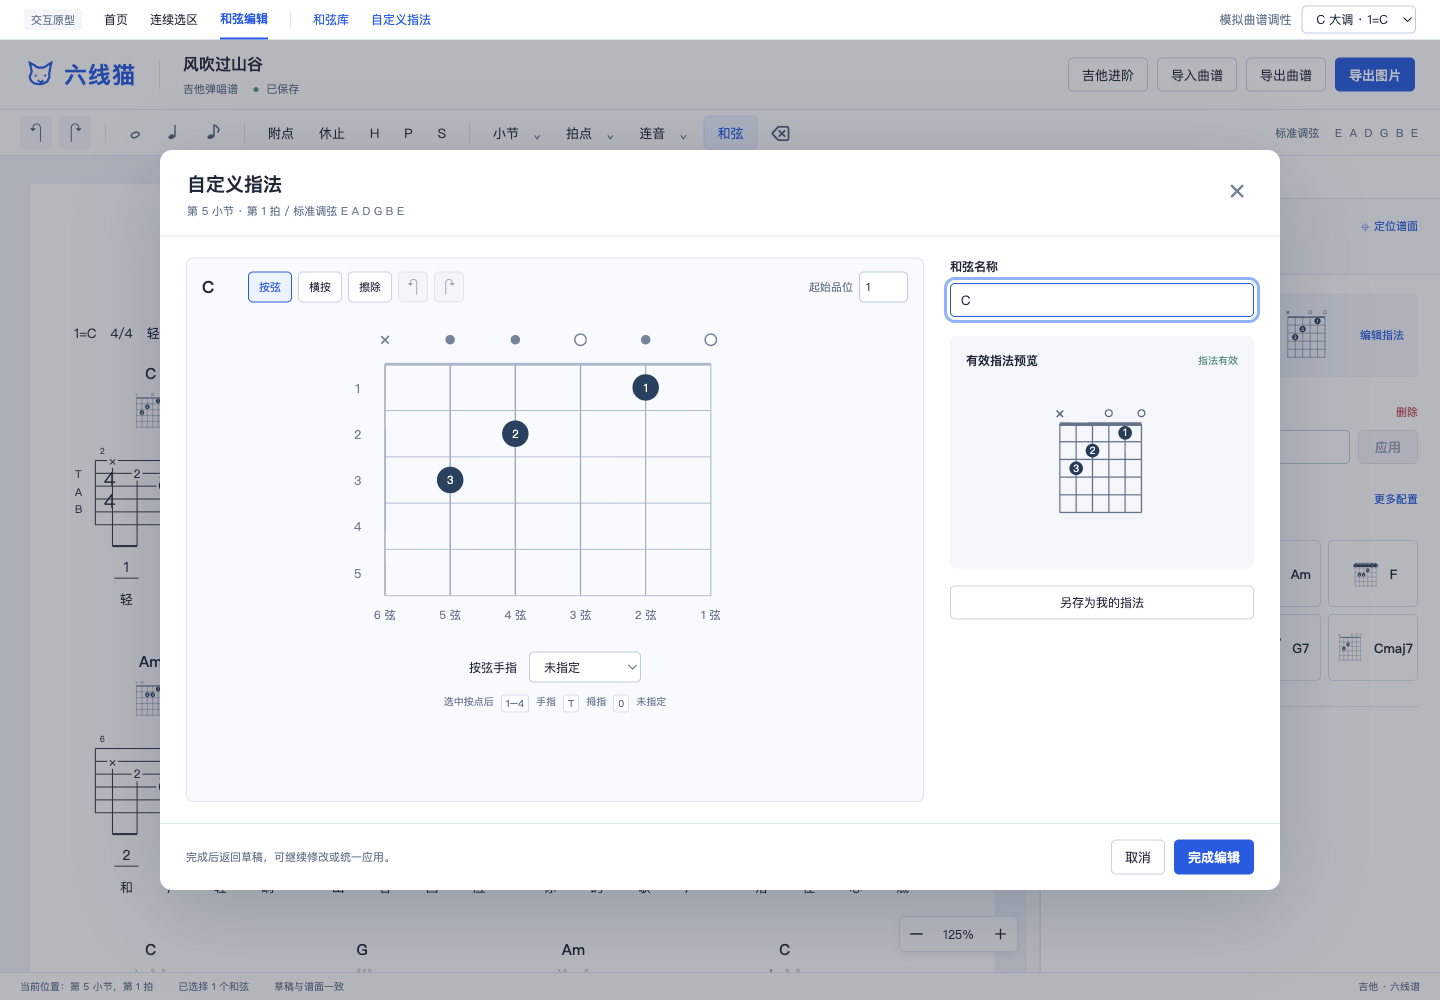 交互原型 首页 连续选区 和弦编辑 和弦库 自定义指法 模拟曲谱调性 C 大调 · 1=C
六线猫 风吹过山谷 吉他进阶 导入曲谱 导出曲谱 导出图片
吉他弹唱谱 已保存
附点 休止 H P S 小节 拍点 连音 和弦 标准调弦 E A D G B E
自定义指法
第 5 小节 · 第 1 拍 / 标准调弦 E A D G B E
定位谱面
C 按弦 横按 擦除 起始品位 1
和弦名称
C
1=C 4/4 轻
编辑指法
有效指法预览 指法有效
×
1
2
3
4
5
1
2
3
6 弦 5 弦 4 弦 3 弦 2 弦 1 弦
×
1
2
3
另存为我的指法
按弦手指 未指定
选中按点后 1–4 手指 T 拇指 0 未指定
C
2
T
A
B
4
4
×
2
1
轻
删除
应用
更多配置
Am F
G7 Cmaj7
Am
6
×
2
2
和
完成后返回草稿，可继续修改或统一应用。 取消 完成编辑
C G Am C
125%
当前位置：第 5 小节，第 1 拍 已选择 1 个和弦 草稿与谱面一致 吉他 · 六线谱